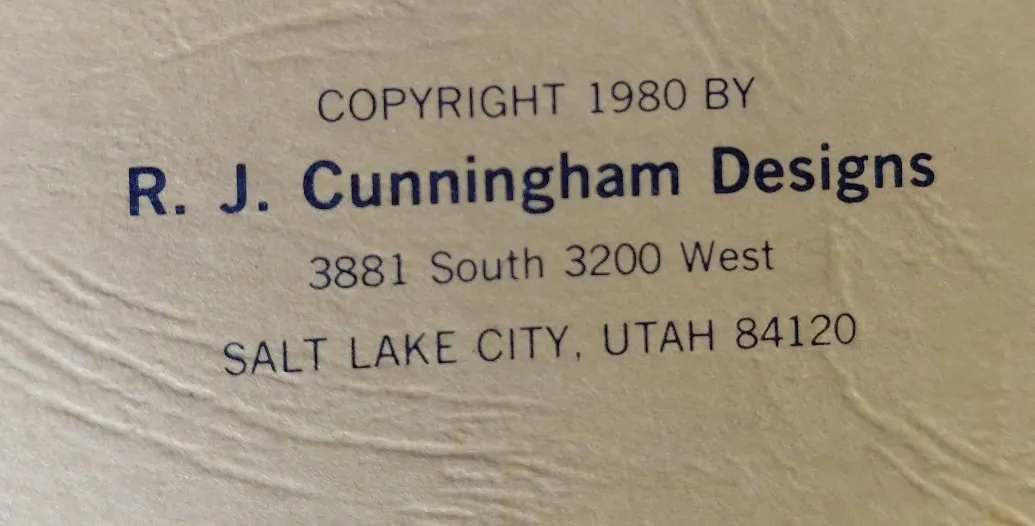 COPYRIGHT 1980 BY
R. J. Cunningham Designs
3881 South 3200 West
SALT LAKE CITY, UTAH 84120